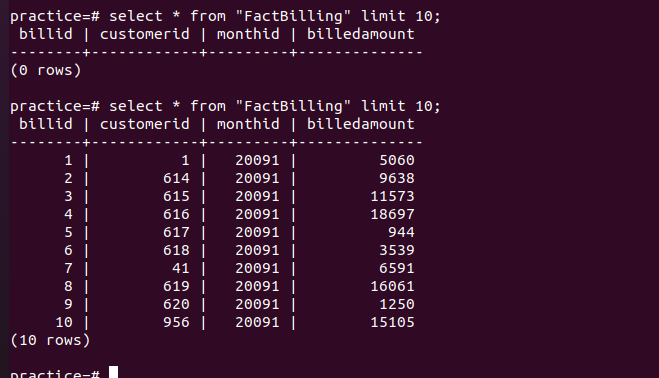 practice=# select * from "FactBilling" limit 10;
 billid | customerid | monthid | billedamount
--------+------------+---------+--------------
(0 rows)

practice=# select * from "FactBilling" limit 10;
 billid | customerid | monthid | billedamount
--------+------------+---------+--------------
      1 |          1 |   20091 |         5060
      2 |        614 |   20091 |         9638
      3 |        615 |   20091 |        11573
      4 |        616 |   20091 |        18697
      5 |        617 |   20091 |          944
      6 |        618 |   20091 |         3539
      7 |         41 |   20091 |         6591
      8 |        619 |   20091 |        16061
      9 |        620 |   20091 |         1250
     10 |        956 |   20091 |        15105
(10 rows)

practice=#